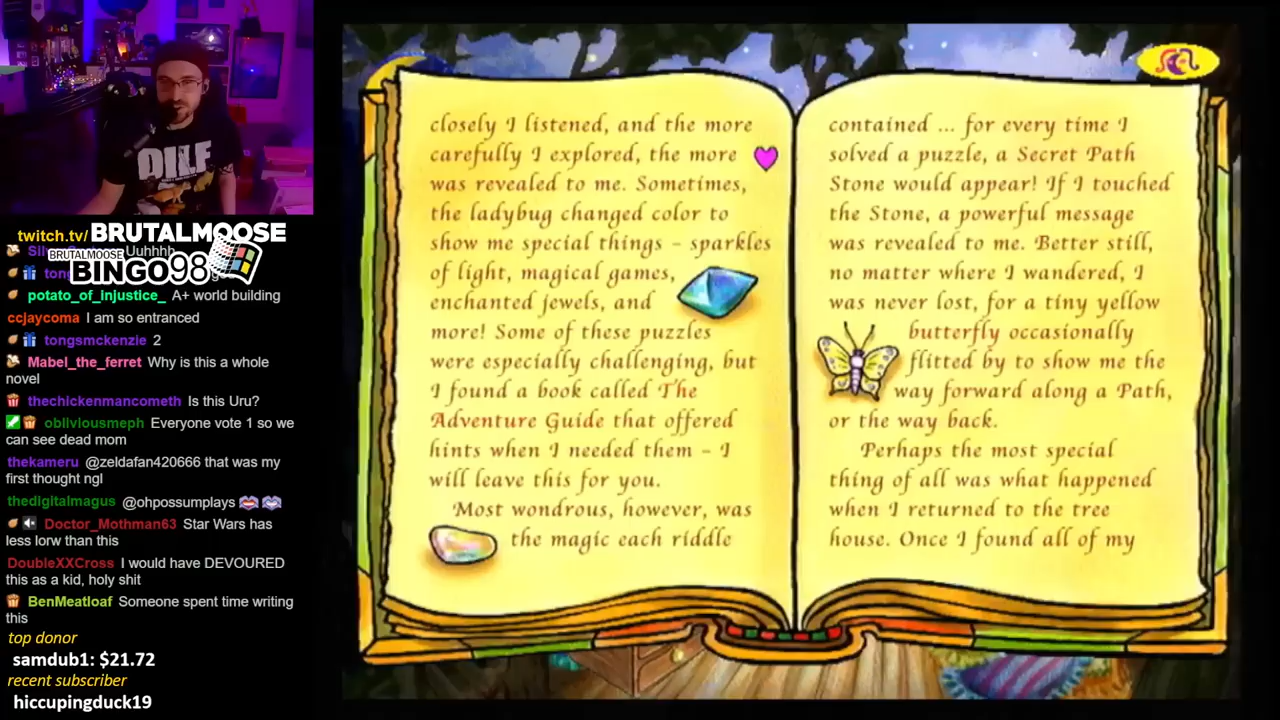 DILF
twitch.tv/BRUTALMOOSE
BRUTALMOOSE
BINGO98
Uuhhhh
potato_of_injustice_ A+ world building
ccjaycoma I am so entranced
tongsmckenzie 2
Mabel_the_ferret Why is this a whole
novel
thechickenmancometh Is this Uru?
obliviousmeph Everyone vote 1 so we
can see dead mom
thekameru @zeldafan420666 that was my
first thought ngl
thedigitalmagus @ohpossumplays
Doctor_Mothman63 Star Wars has
less lorw than this
DoubleXXCross I would have DEVOURED
this as a kid, holy shit
BenMeatloaf Someone spent time writing
this
top donor
samdub1: $21.72
recent subscriber
hiccupingduck19
closely I listened, and the more
carefully I explored, the more
was revealed to me. Sometimes,
the ladybug changed color to
show me special things - sparkles
of light, magical games,
enchanted jewels, and
more! Some of these puzzles
were especially challenging, but
I found a book called The
Adventure Guide that offered
hints when I needed them - I
will leave this for you.
Most wondrous, however, was
the magic each riddle
contained ... for every time I
solved a puzzle, a Secret Path
Stone would appear! If I touched
the Stone, a powerful message
was revealed to me. Better still,
no matter where I wandered, I
was never lost, for a tiny yellow
butterfly occasionally
flitted by to show me the
way forward along a Path,
or the way back.
Perhaps the most special
thing of all was what happened
when I returned to the tree
house. Once I found all of my